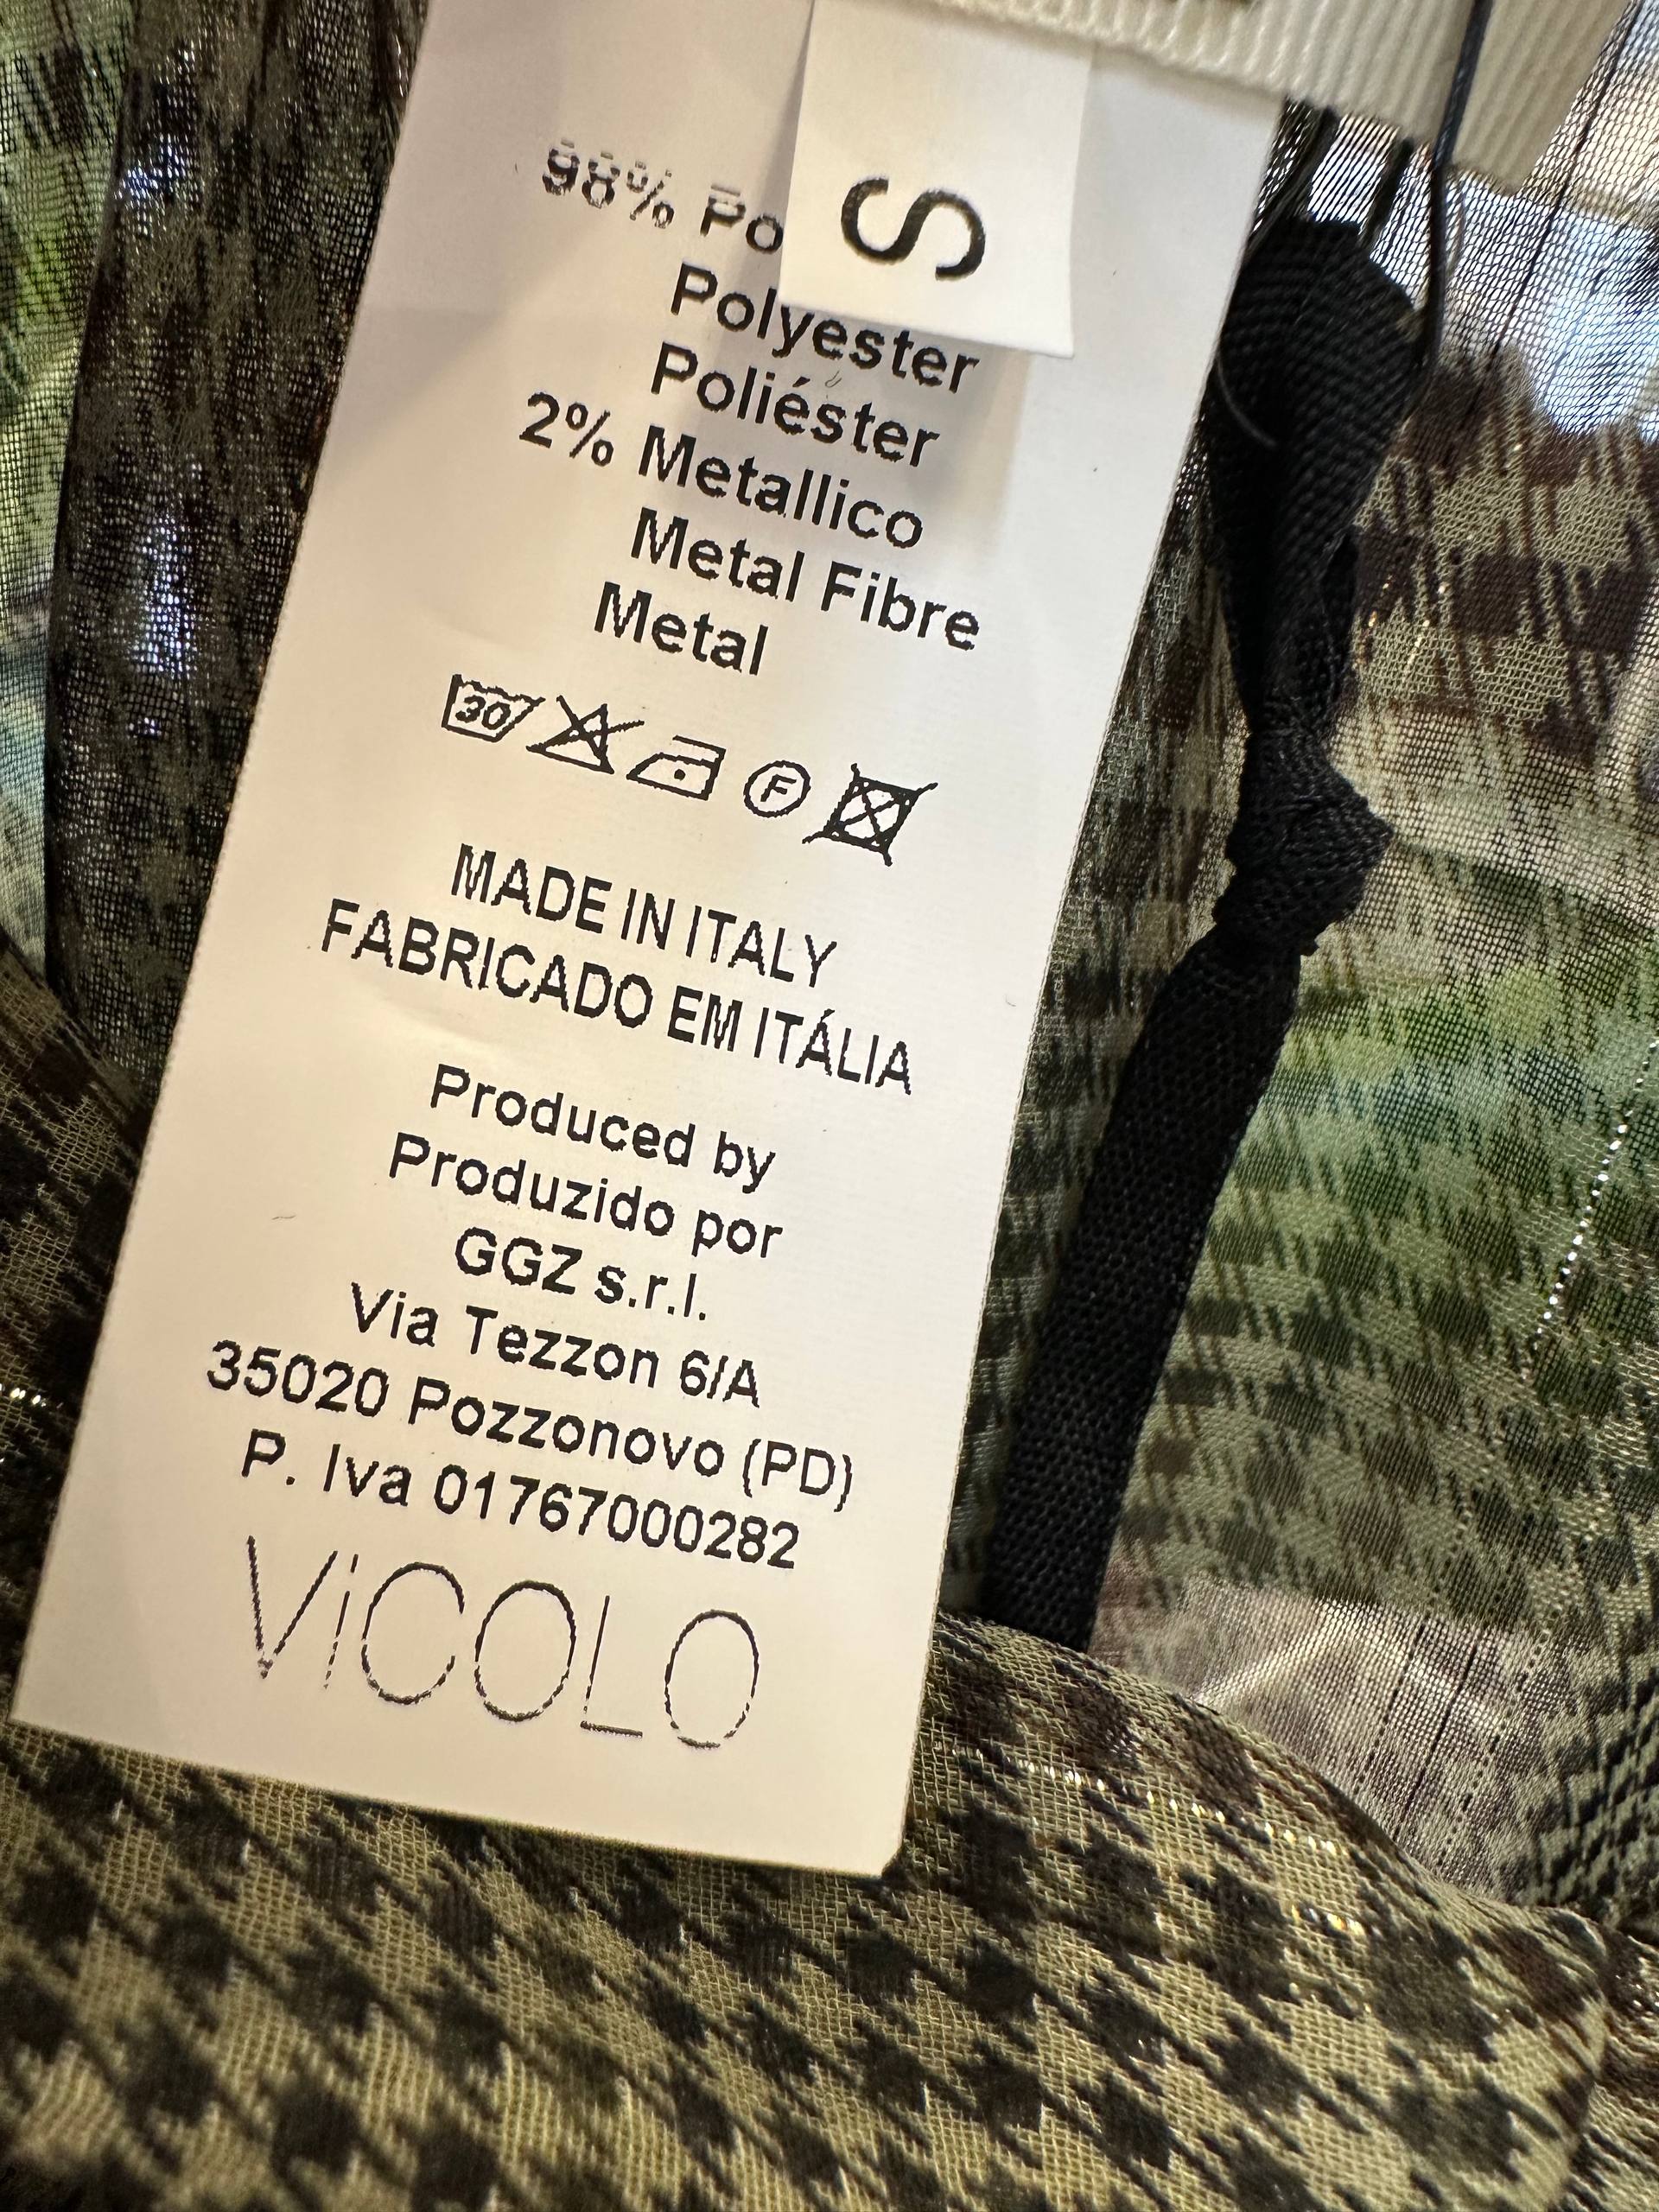 S
98% Po
Polyester
Poliéster
2% Metallico
Metal Fibre
Metal
30
F
MADE IN ITALY
FABRICADO EM ITÁLIA
Produced by
Produzido por
GGZ s.r.l.
Via Tezzon 6/A
35020 Pozzonovo (PD)
P. Iva 01767000282
ViCOLO